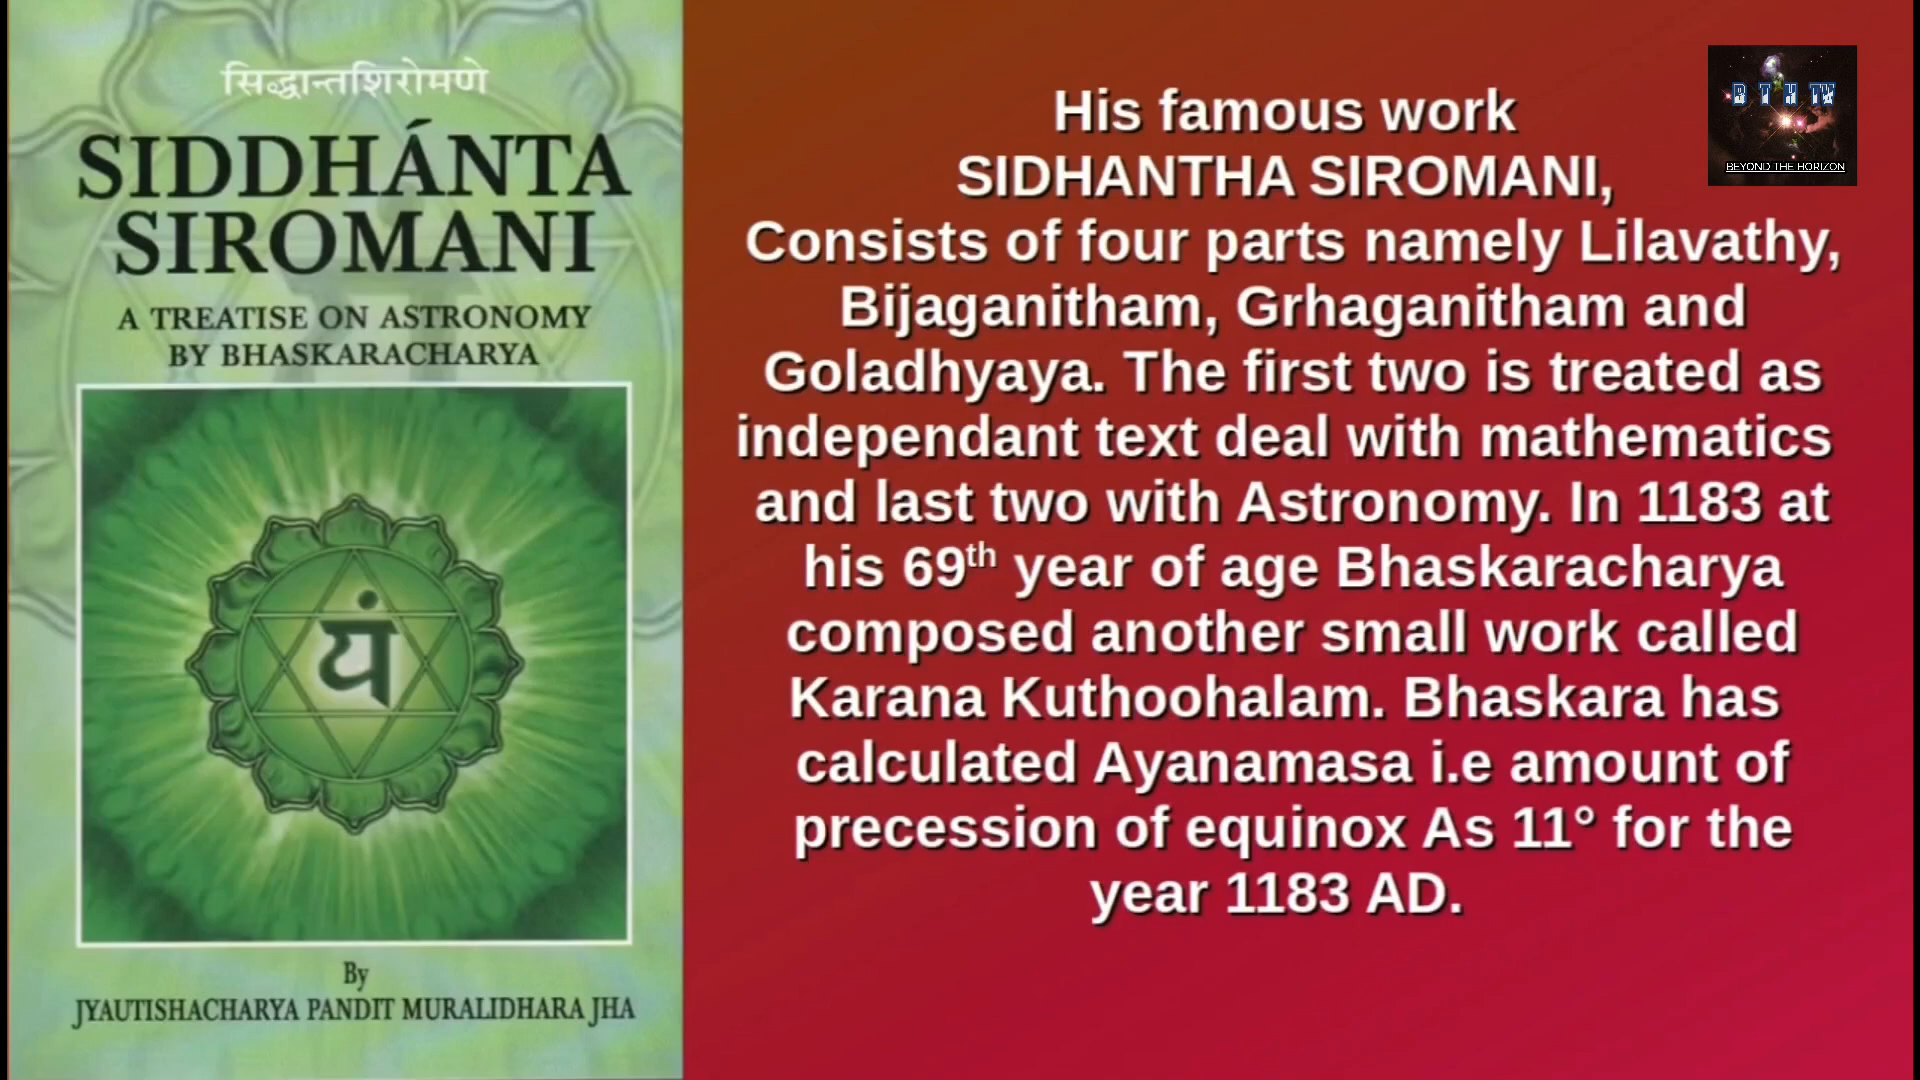 सिद्धान्तशिरोमणे
SIDDHÁNTA
SIROMANI
A TREATISE ON ASTRONOMY
BY BHASKARACHARYA
यं
By
JYAUTISHACHARYA PANDIT MURALIDHARA JHA
His famous work
SIDHANTHA SIROMANI,
Consists of four parts namely Lilavathy,
Bijaganitham, Grhaganitham and
Goladhyaya. The first two is treated as
independant text deal with mathematics
and last two with Astronomy. In 1183 at
his 69th year of age Bhaskaracharya
composed another small work called
Karana Kuthoohalam. Bhaskara has
calculated Ayanamasa i.e amount of
precession of equinox As 11° for the
year 1183 AD.
B T H TV
BEYOND THE HORIZON